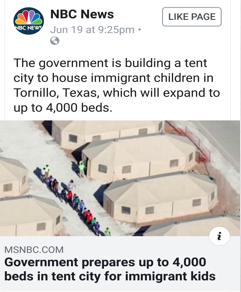 NBC News
LIKE PAGE
Jun 19 at 9:25pm •
The government is building a tent
city to house immigrant children in
Tornillo, Texas, which will expand to
up to 4,000 beds.
i
MSNBC.COM
Government prepares up to 4,000
beds in tent city for immigrant kids